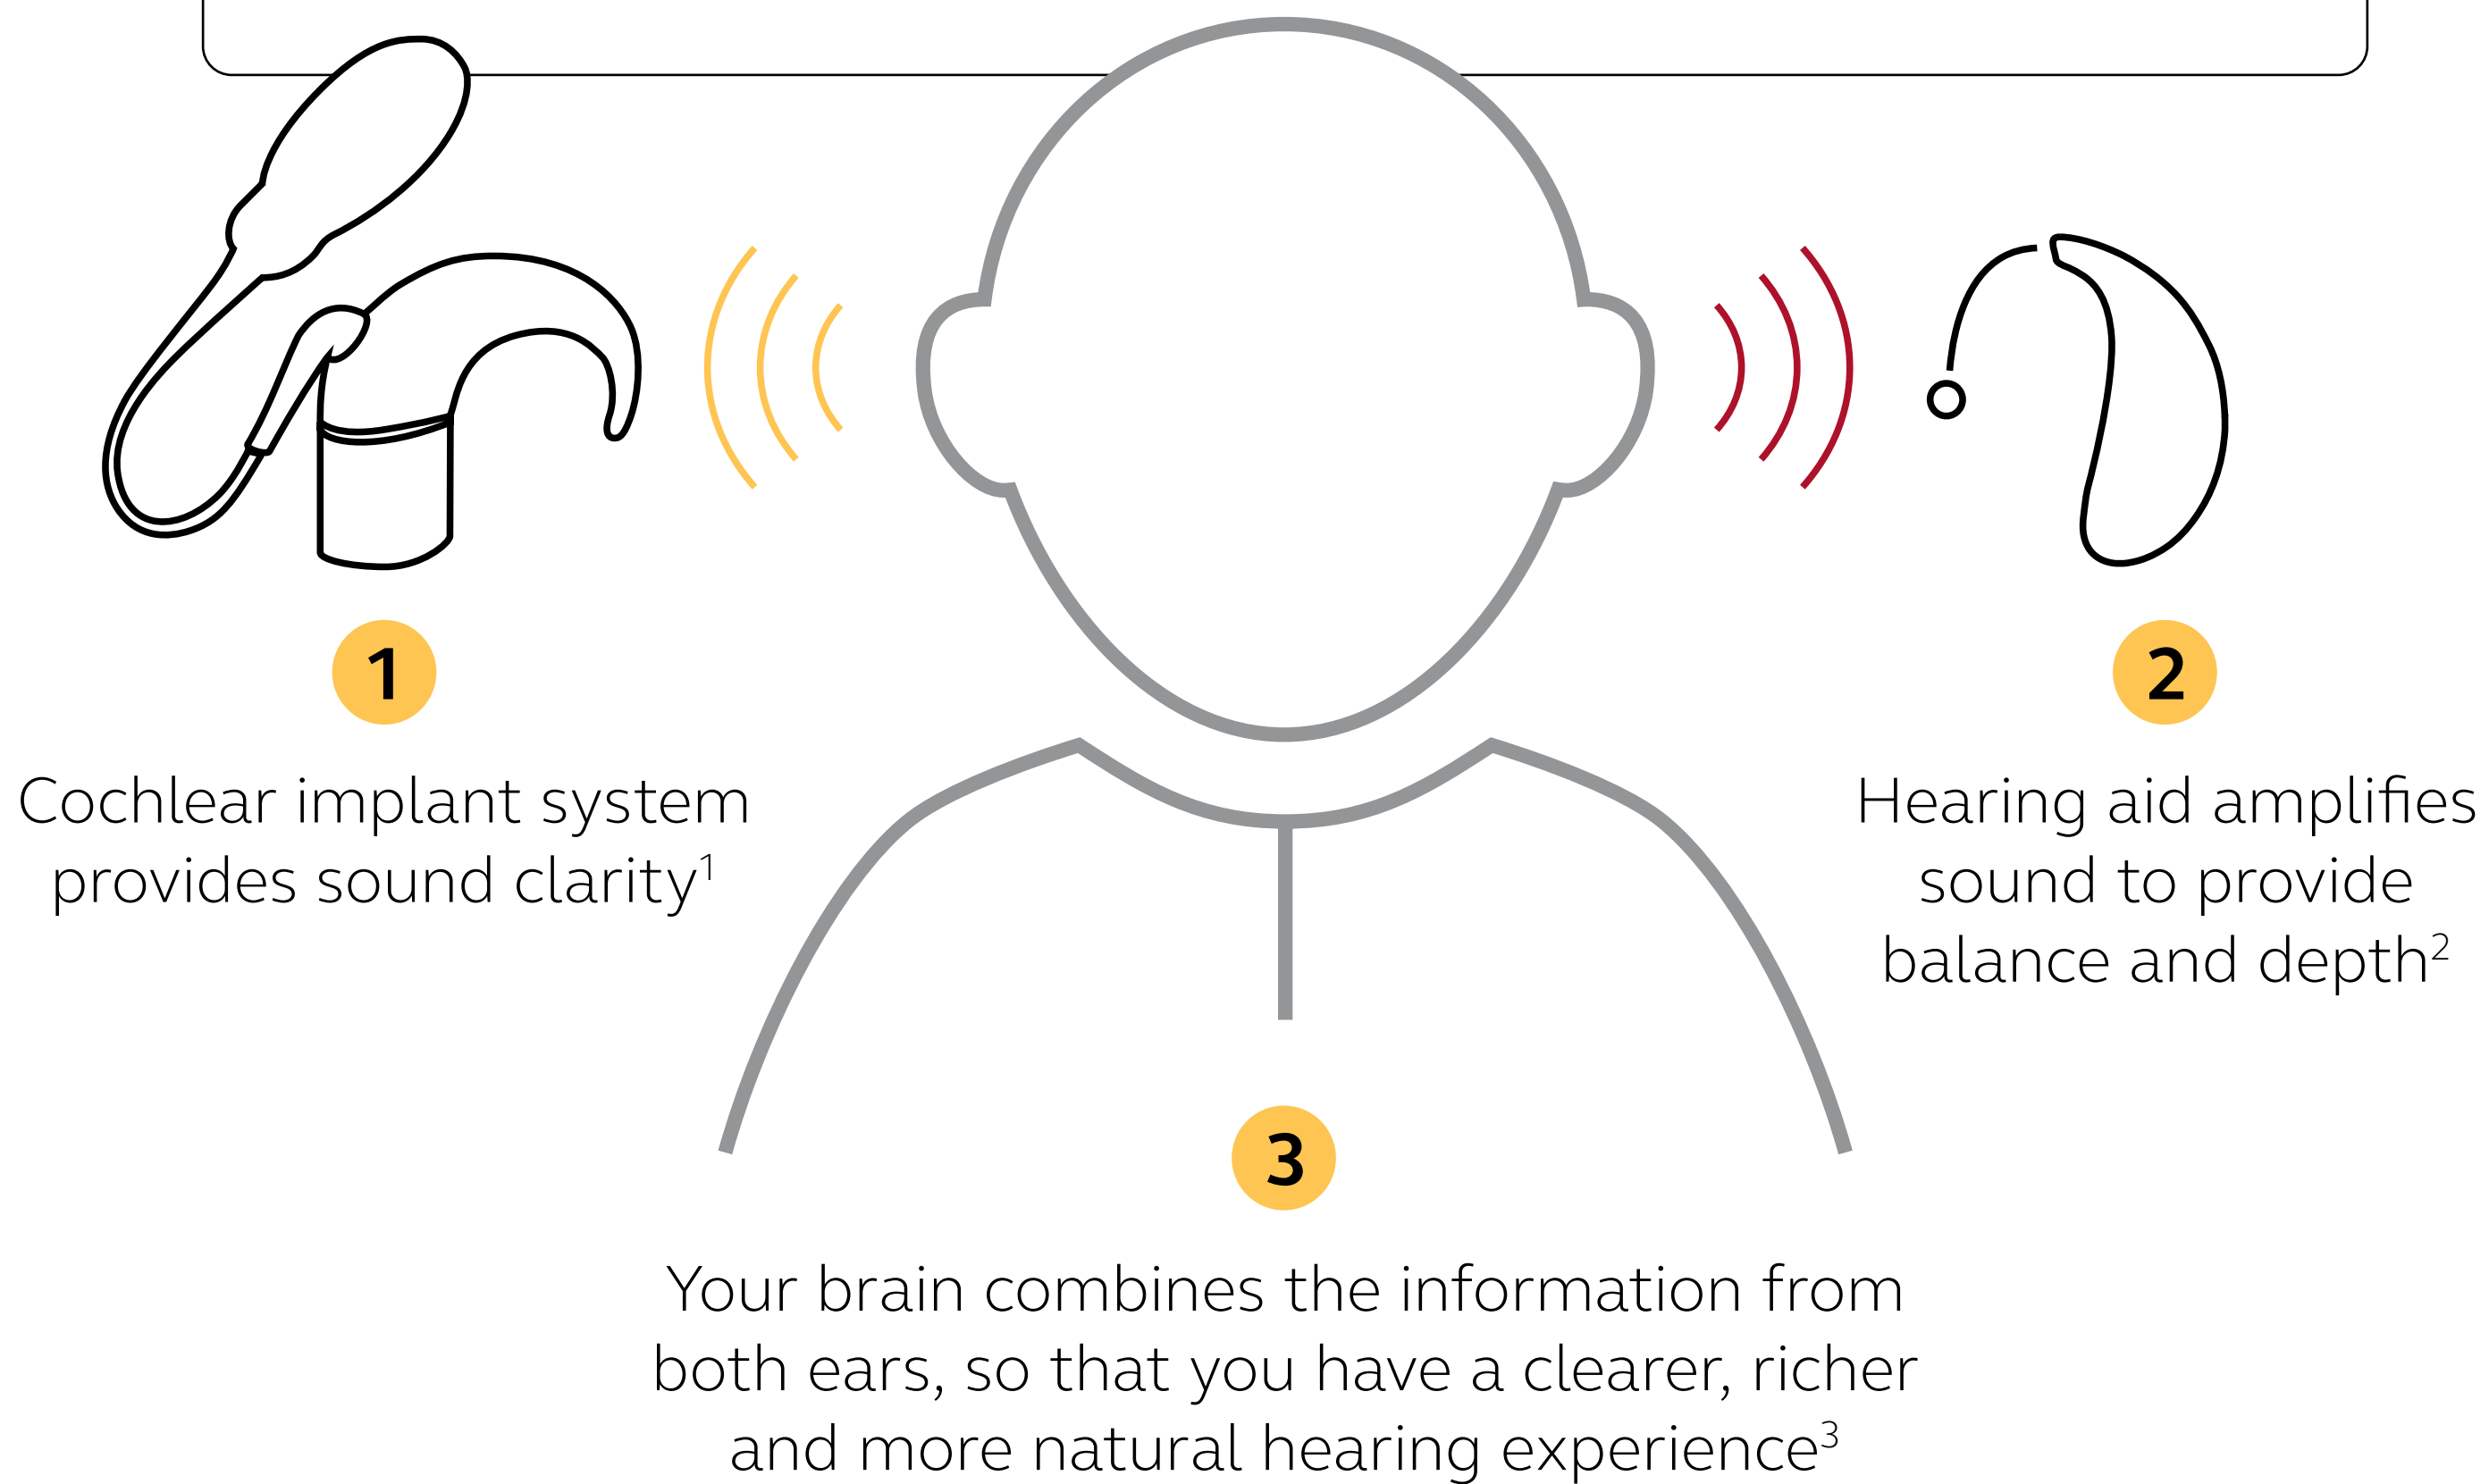 1
Cochlear implant system
provides sound clarity¹
2
Hearing aid amplifies
sound to provide
balance and depth²
3
Your brain combines the information from
both ears, so that you have a clearer, richer
and more natural hearing experience³